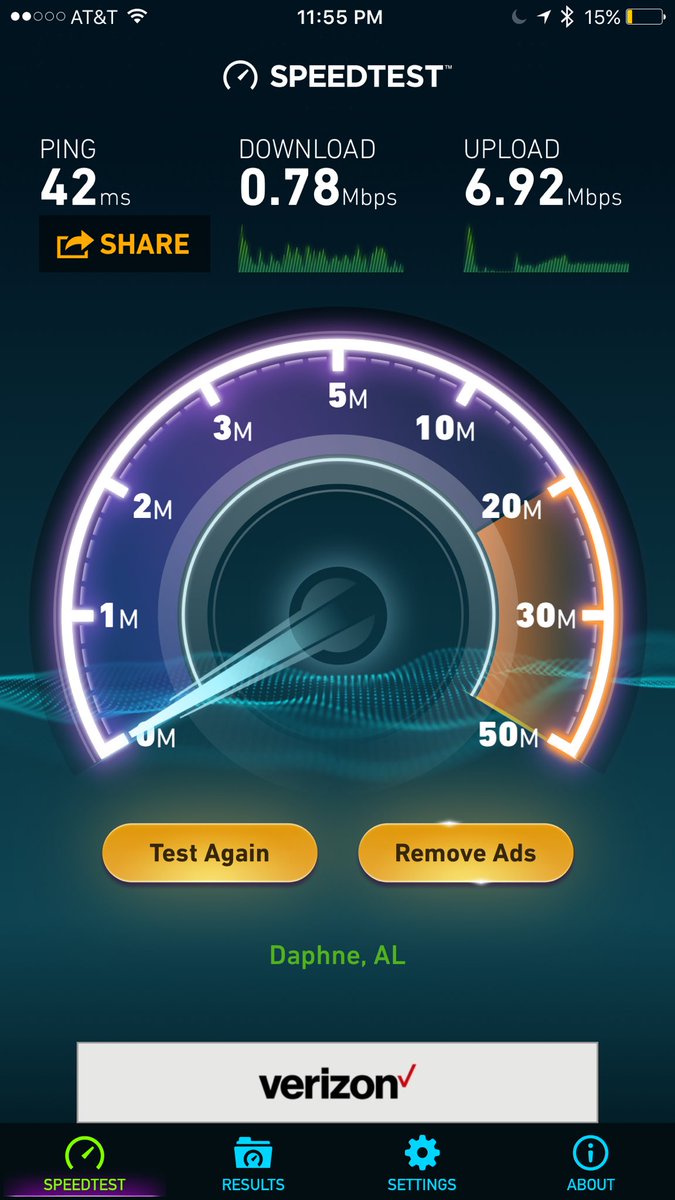 AT&T 11:55 PM 15%
SPEEDTEST™
PING DOWNLOAD UPLOAD
42ms 0.78Mbps 6.92Mbps
SHARE
5M
3M 10M
2M 20M
1M 30M
0M 50M
Test Again Remove Ads
Daphne, AL
verizon✓
SPEEDTEST RESULTS SETTINGS ABOUT